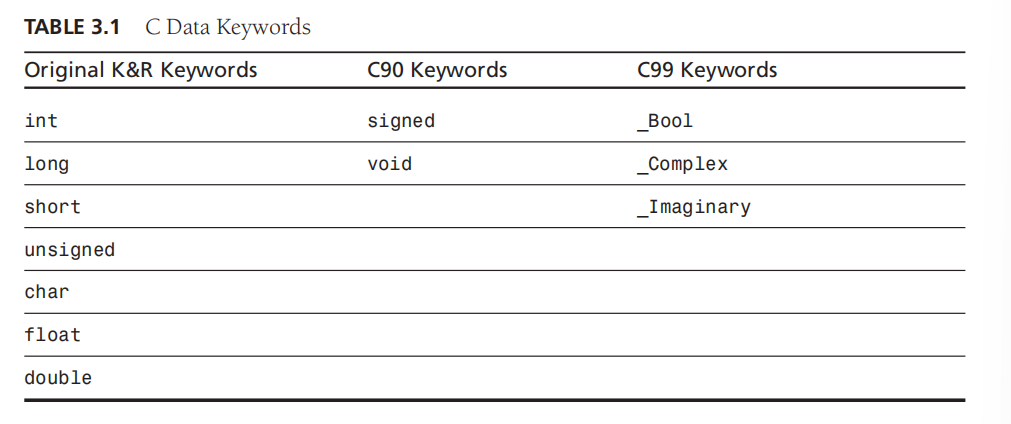 TABLE 3.1 C Data Keywords
Original K&R Keywords C90 Keywords C99 Keywords
int signed _Bool
long void _Complex
short _Imaginary
unsigned
char
float
double